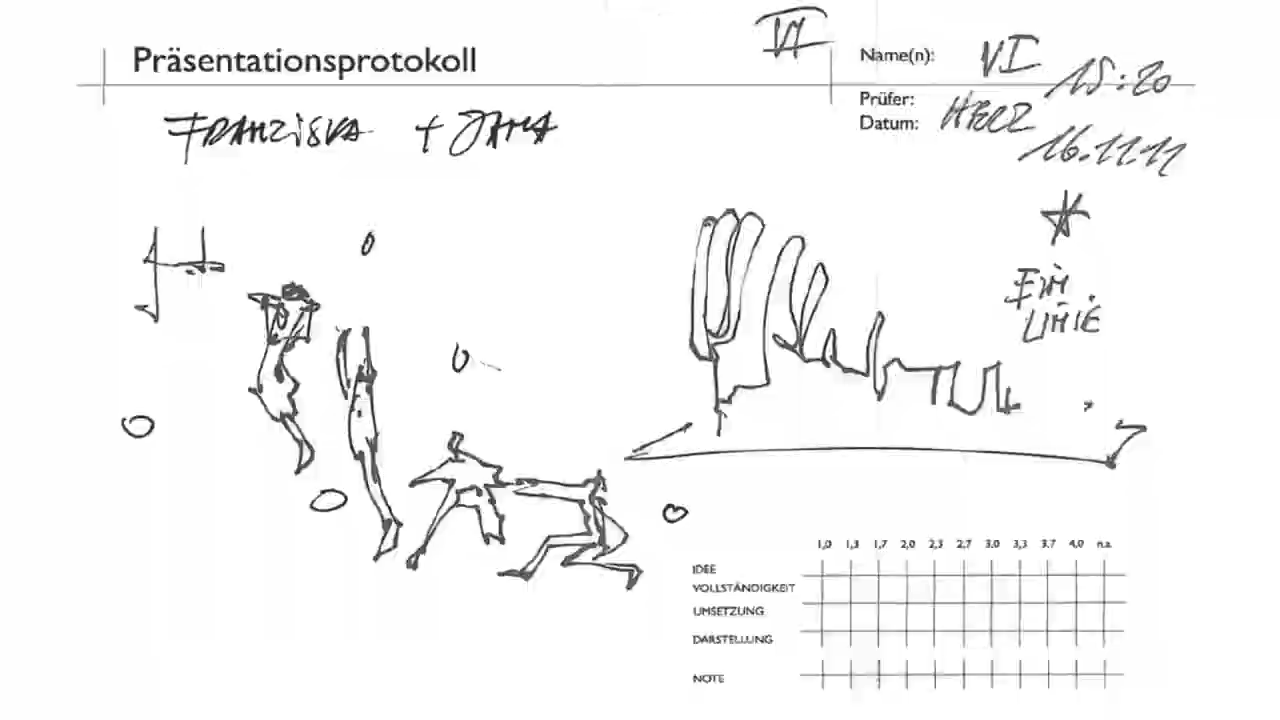 VI
Präsentationsprotokoll
Name(n): VI 15:20
Prüfer: HERZ
Datum: 16.11.11
FRANZISKA + JANA
EIN
LINIE
1,0 1,3 1,7 2,0 2,3 2,7 3.0 3,3 3.7 4,0 n.a.
IDEE
VOLLSTÄNDIGKEIT
UMSETZUNG
DARSTELLUNG
NOTE